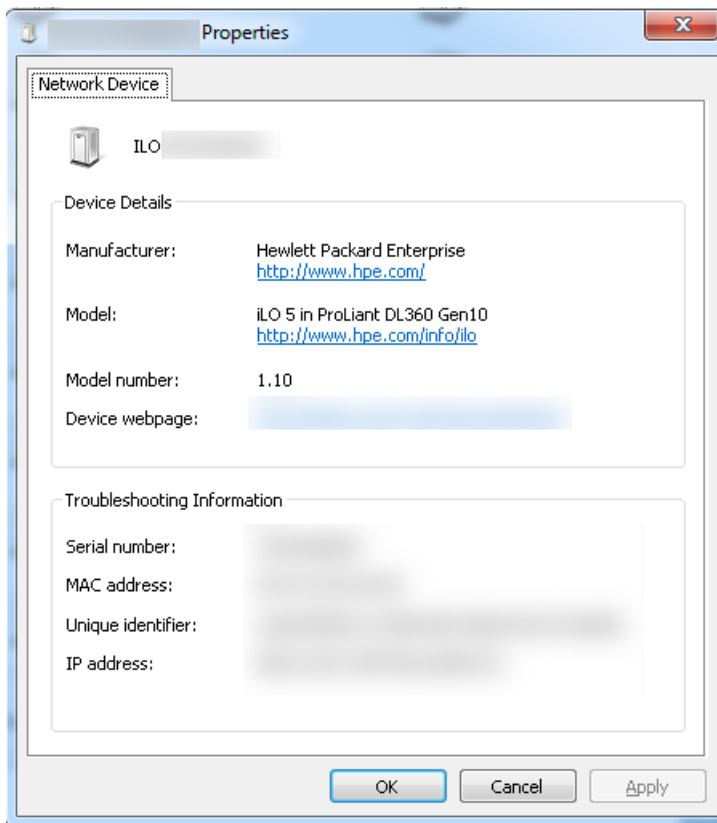 Properties
Network Device
ILO
Device Details
Manufacturer: Hewlett Packard Enterprise
http://www.hpe.com/
Model: iLO 5 in ProLiant DL360 Gen10
http://www.hpe.com/info/ilo
Model number: 1.10
Device webpage:
Troubleshooting Information
Serial number:
MAC address:
Unique identifier:
IP address:
OK Cancel Apply